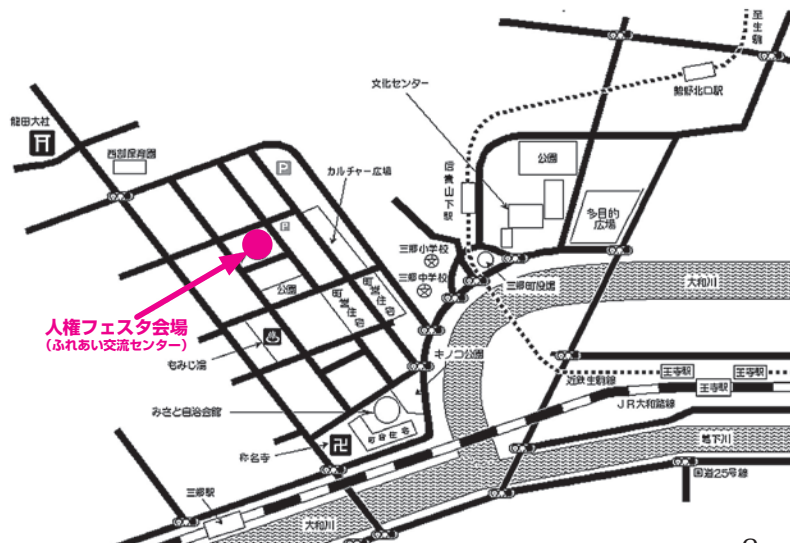 至生駒
勢野北口駅
文化センター
龍田大社
西部保育園
P
カルチャー広場
信貴山下駅
公園
多目的
広場
P
三郷小学校
三郷中学校
三郷町役場
大和川
公園
町営住宅
町営住宅
人権フェスタ会場
(ふれあい交流センター)
もみじ湯
キノコ公園
近鉄生駒線
王寺駅
王寺駅
王寺駅
JR大和路線
みさと自治会館
町営住宅
称名寺
葛下川
国道25号線
三郷駅
大和川